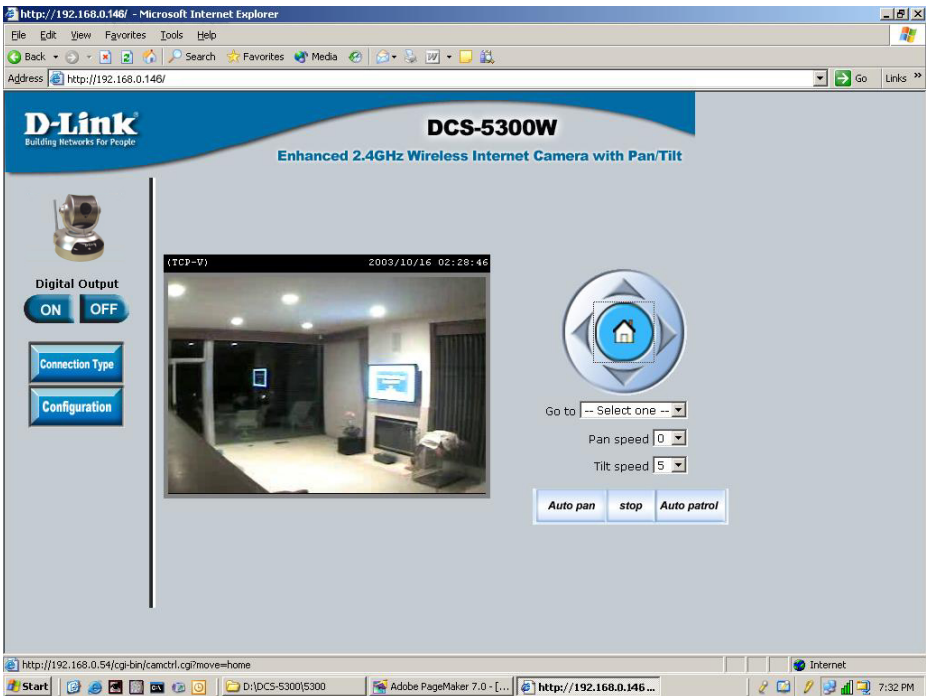 http://192.168.0.146/ - Microsoft Internet Explorer
File Edit View Favorites Tools Help
Back Search Favorites Media
Address http://192.168.0.146/ Go Links »
D-Link
Building Networks For People
DCS-5300W
Enhanced 2.4GHz Wireless Internet Camera with Pan/Tilt
(TCP-V) 2003/10/16 02:28:46
Digital Output
ON OFF
Connection Type
Configuration
Go to -- Select one --
Pan speed 0
Tilt speed 5
Auto pan stop Auto patrol
http://192.168.0.54/cgi-bin/camctrl.cgi?move=home Internet
Start D:\DCS-5300\5300 Adobe PageMaker 7.0 - [... http://192.168.0.146 ... 7:32 PM